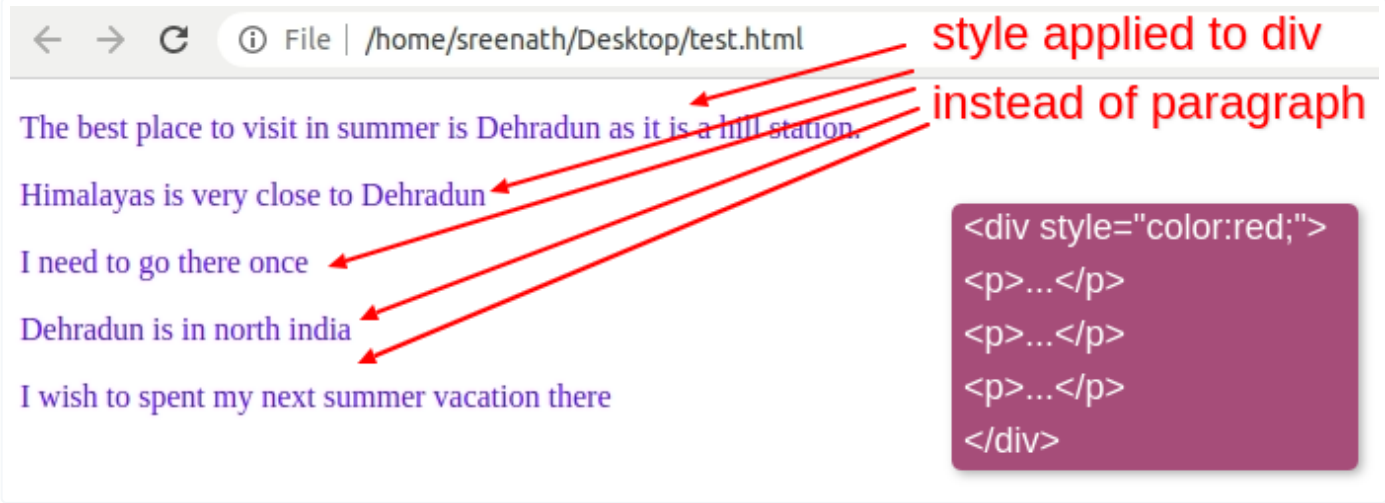 File | /home/sreenath/Desktop/test.html
style applied to div
instead of paragraph
The best place to visit in summer is Dehradun as it is a hill station.
Himalayas is very close to Dehradun
I need to go there once
Dehradun is in north india
I wish to spent my next summer vacation there
<div style="color:red;">
<p>...</p>
<p>...</p>
<p>...</p>
</div>